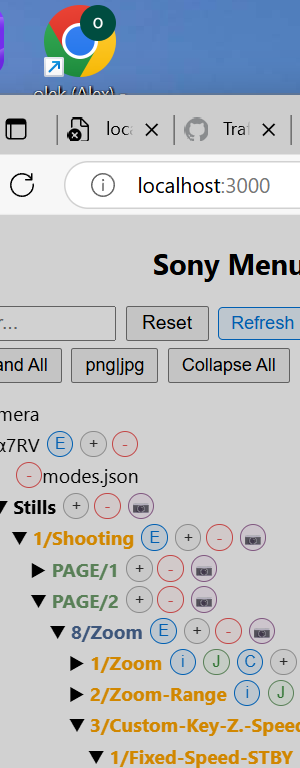 O
olek (Alex) -
loca Tra
localhost:3000
Sony Menu
r... Reset Refresh
and All png|jpg Collapse All
mera
α7RV E + -
- modes.json
▼ Stills + -
▼ 1/Shooting E + -
▶ PAGE/1 + -
▼ PAGE/2 + -
▼ 8/Zoom E + -
▶ 1/Zoom i J C +
▶ 2/Zoom-Range i J
▼ 3/Custom-Key-Z.-Speed
▼ 1/Fixed-Speed-STBY